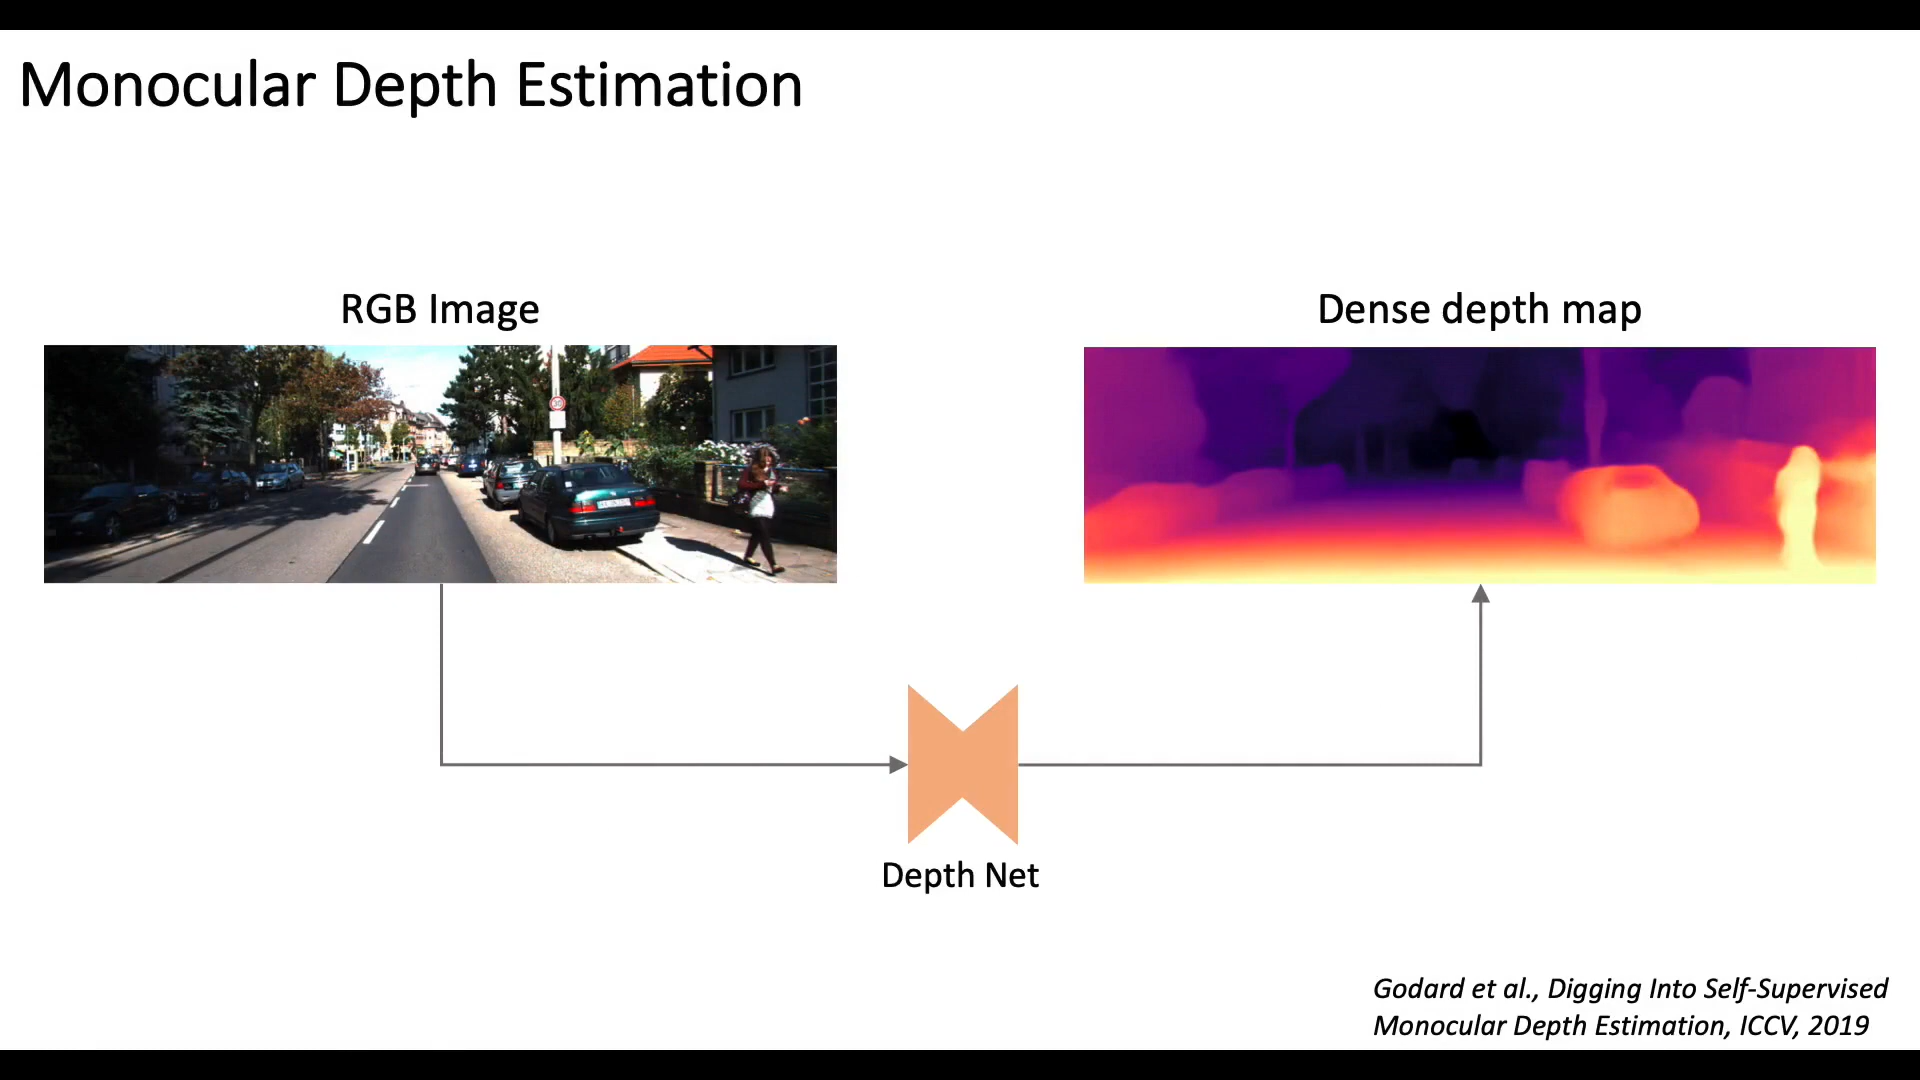 Monocular Depth Estimation
RGB Image
Dense depth map
Depth Net
Godard et al., Digging Into Self-Supervised
Monocular Depth Estimation, ICCV, 2019